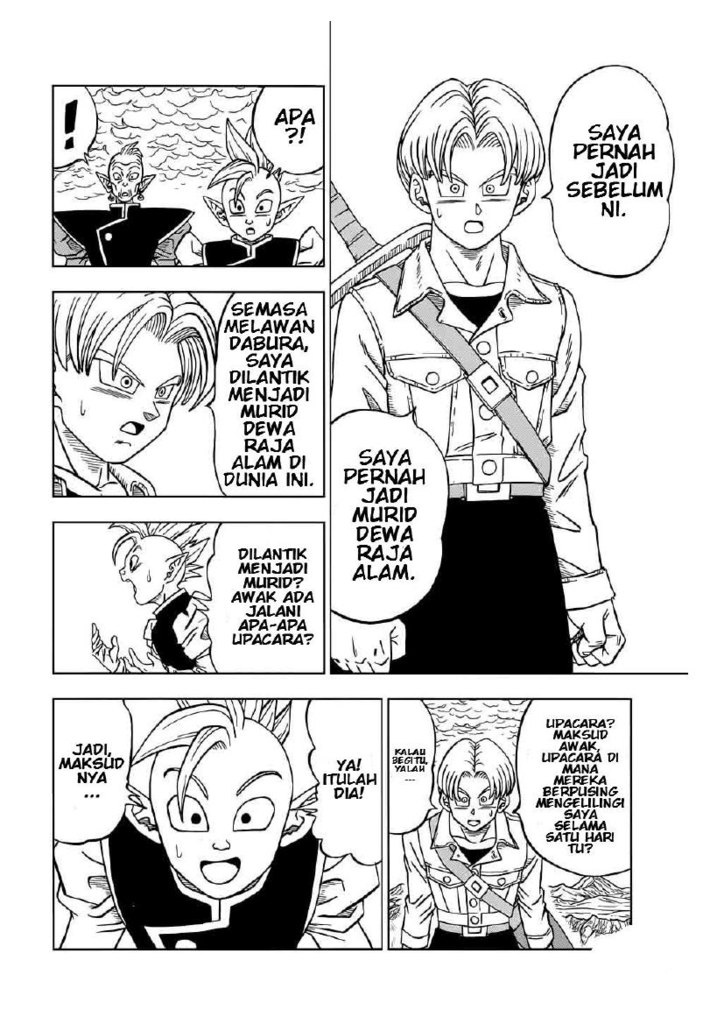 SAYA
PERNAH
JADI
SEBELUM
NI.
SAYA
PERNAH
JADI
MURID
DEWA
RAJA
ALAM.
APA
?!
!
SEMASA
MELAWAN
DABURA,
SAYA
DILANTIK
MENJADI
MURID
DEWA
RAJA
ALAM DI
DUNIA INI.
DILANTIK
MENJADI
MURID?
AWAK ADA
JALANI
APA-APA
UPACARA?
UPACARA?
MAKSUD
AWAK,
UPACARA DI
MANA
MEREKA
BERPUSING
MENGELILINGI
SAYA
SELAMA
SATU HARI
TU?
KALAU
BEGITU,
YALAH
...
YA!
ITULAH
DIA!
JADI,
MAKSUD
NYA
...